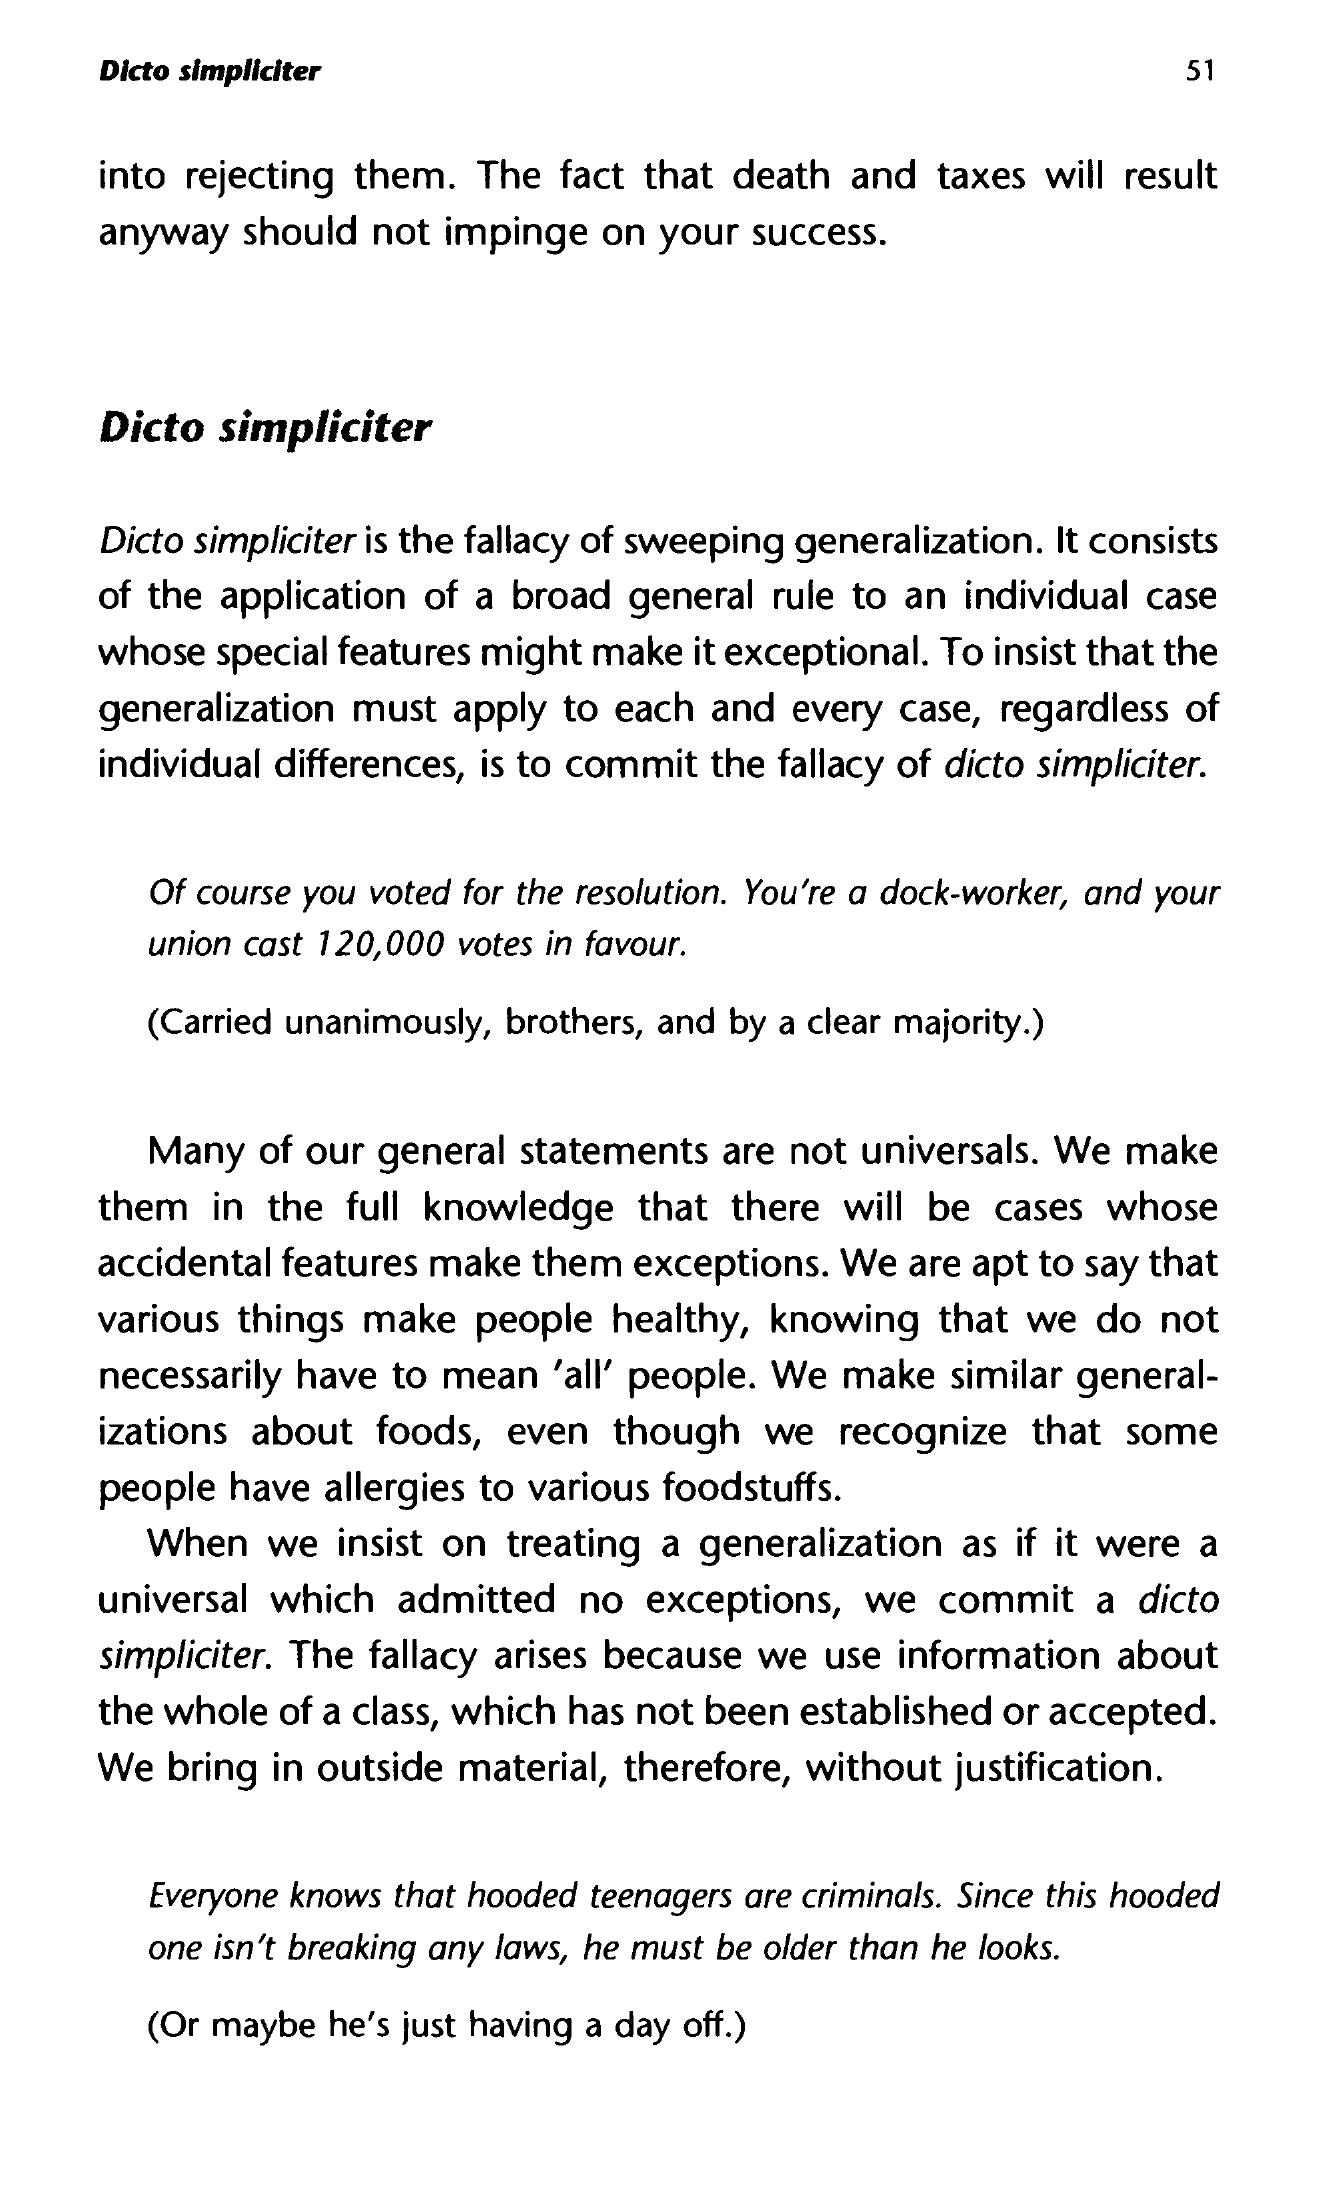 Dicto simpliciter 51
into rejecting them. The fact that death and taxes will result
anyway should not impinge on your success.
Dicto simpliciter
Dicto simpliciter is the fallacy of sweeping generalization. It consists
of the application of a broad general rule to an individual case
whose special features might make it exceptional. To insist that the
generalization must apply to each and every case, regardless of
individual differences, is to commit the fallacy of dicto simpliciter.
Of course you voted for the resolution. You're a dock-worker, and your
union cast 120,000 votes in favour.
(Carried unanimously, brothers, and by a clear majority.)
Many of our general statements are not universals. We make
them in the full knowledge that there will be cases whose
accidental features make them exceptions. We are apt to say that
various things make people healthy, knowing that we do not
necessarily have to mean 'all' people. We make similar general-
izations about foods, even though we recognize that some
people have allergies to various foodstuffs.
When we insist on treating a generalization as if it were a
universal which admitted no exceptions, we commit a dicto
simpliciter. The fallacy arises because we use information about
the whole of a class, which has not been established or accepted.
We bring in outside material, therefore, without justification.
Everyone knows that hooded teenagers are criminals. Since this hooded
one isn't breaking any laws, he must be older than he looks.
(Or maybe he's just having a day off.)